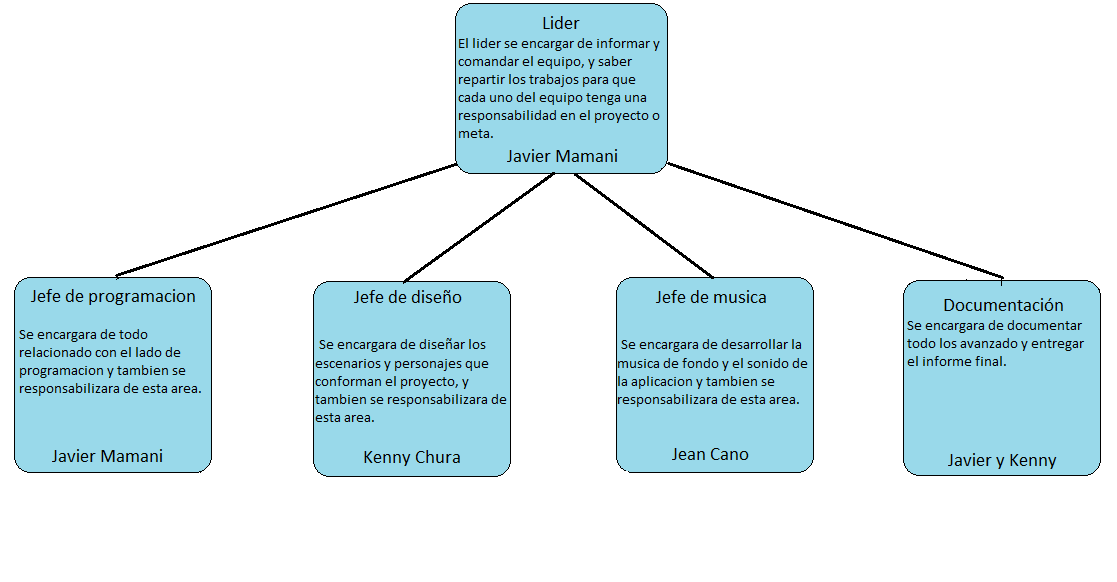 Lider
El lider se encargar de informar y
comandar el equipo, y saber
repartir los trabajos para que
cada uno del equipo tenga una
responsabilidad en el proyecto o
meta.
Javier Mamani
Jefe de programacion
Se encargara de todo
relacionado con el lado de
programacion y tambien se
responsabilizara de esta area.
Javier Mamani
Jefe de diseño
Se encargara de diseñar los
escenarios y personajes que
conforman el proyecto, y
tambien se responsabilizara de
esta area.
Kenny Chura
Jefe de musica
Se encargara de desarrollar la
musica de fondo y el sonido de
la aplicacion y tambien se
responsabilizara de esta area.
Jean Cano
Documentación
Se encargara de documentar
todo los avanzado y entregar
el informe final.
Javier y Kenny